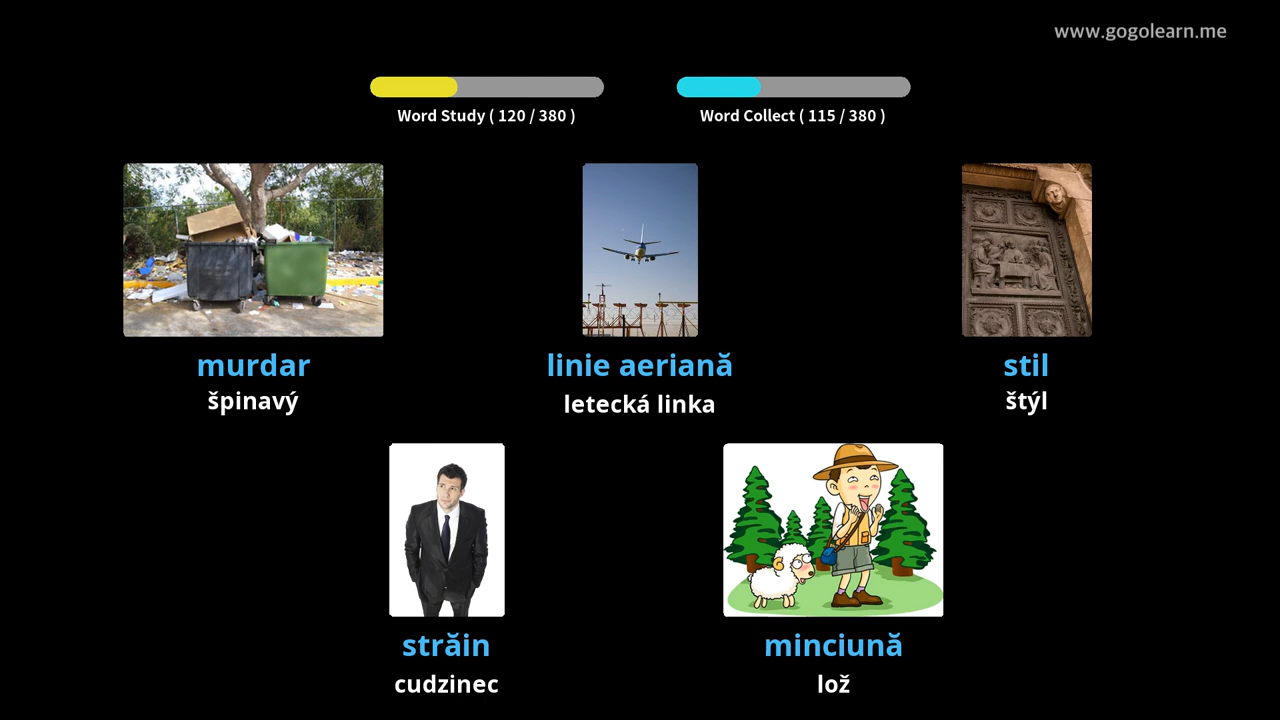 www.gogolearn.me
Word Study ( 120 / 380 )
Word Collect ( 115 / 380 )
murdar
špinavý
linie aeriană
letecká linka
stil
štýl
străin
cudzinec
minciună
lož